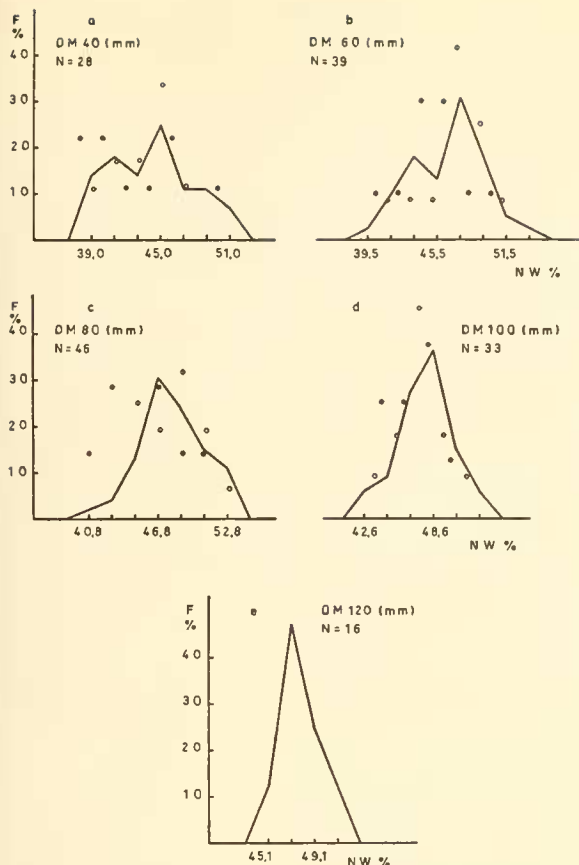 F % a
DM 40 (mm)
N = 28
40
30
20
10
39,0 45,0 51,0
b
DM 60 (mm)
N = 39
39,5 45,5 51,5
NW %
F % c
DM 80 (mm)
N = 46
40
30
20
10
40,8 46,8 52,8
d
DM 100 (mm)
N = 33
42,6 48,6
NW %
F % e
DM 120 (mm)
N = 16
40
30
20
10
45,1 49,1 NW %